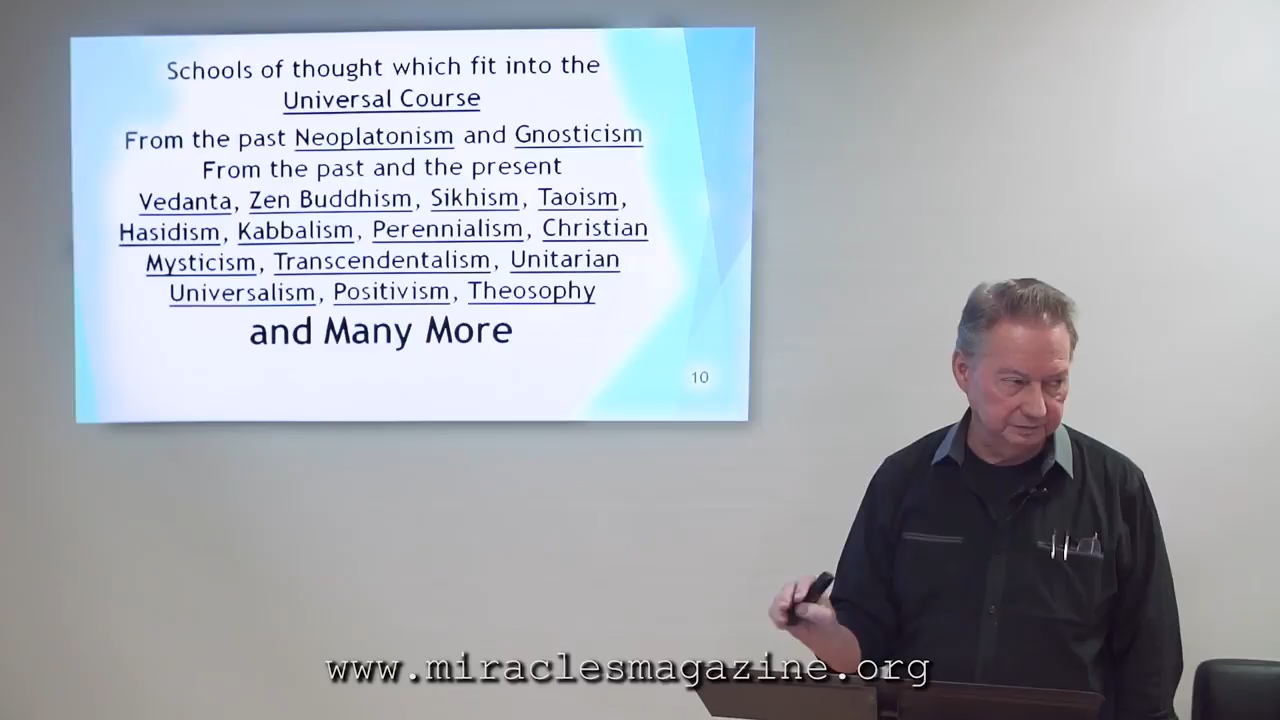 Schools of thought which fit into the
Universal Course
From the past Neoplatonism and Gnosticism
From the past and the present
Vedanta, Zen Buddhism, Sikhism, Taoism,
Hasidism, Kabbalism, Perennialism, Christian
Mysticism, Transcendentalism, Unitarian
Universalism, Positivism, Theosophy
and Many More
10
www.miraclesmagazine.org